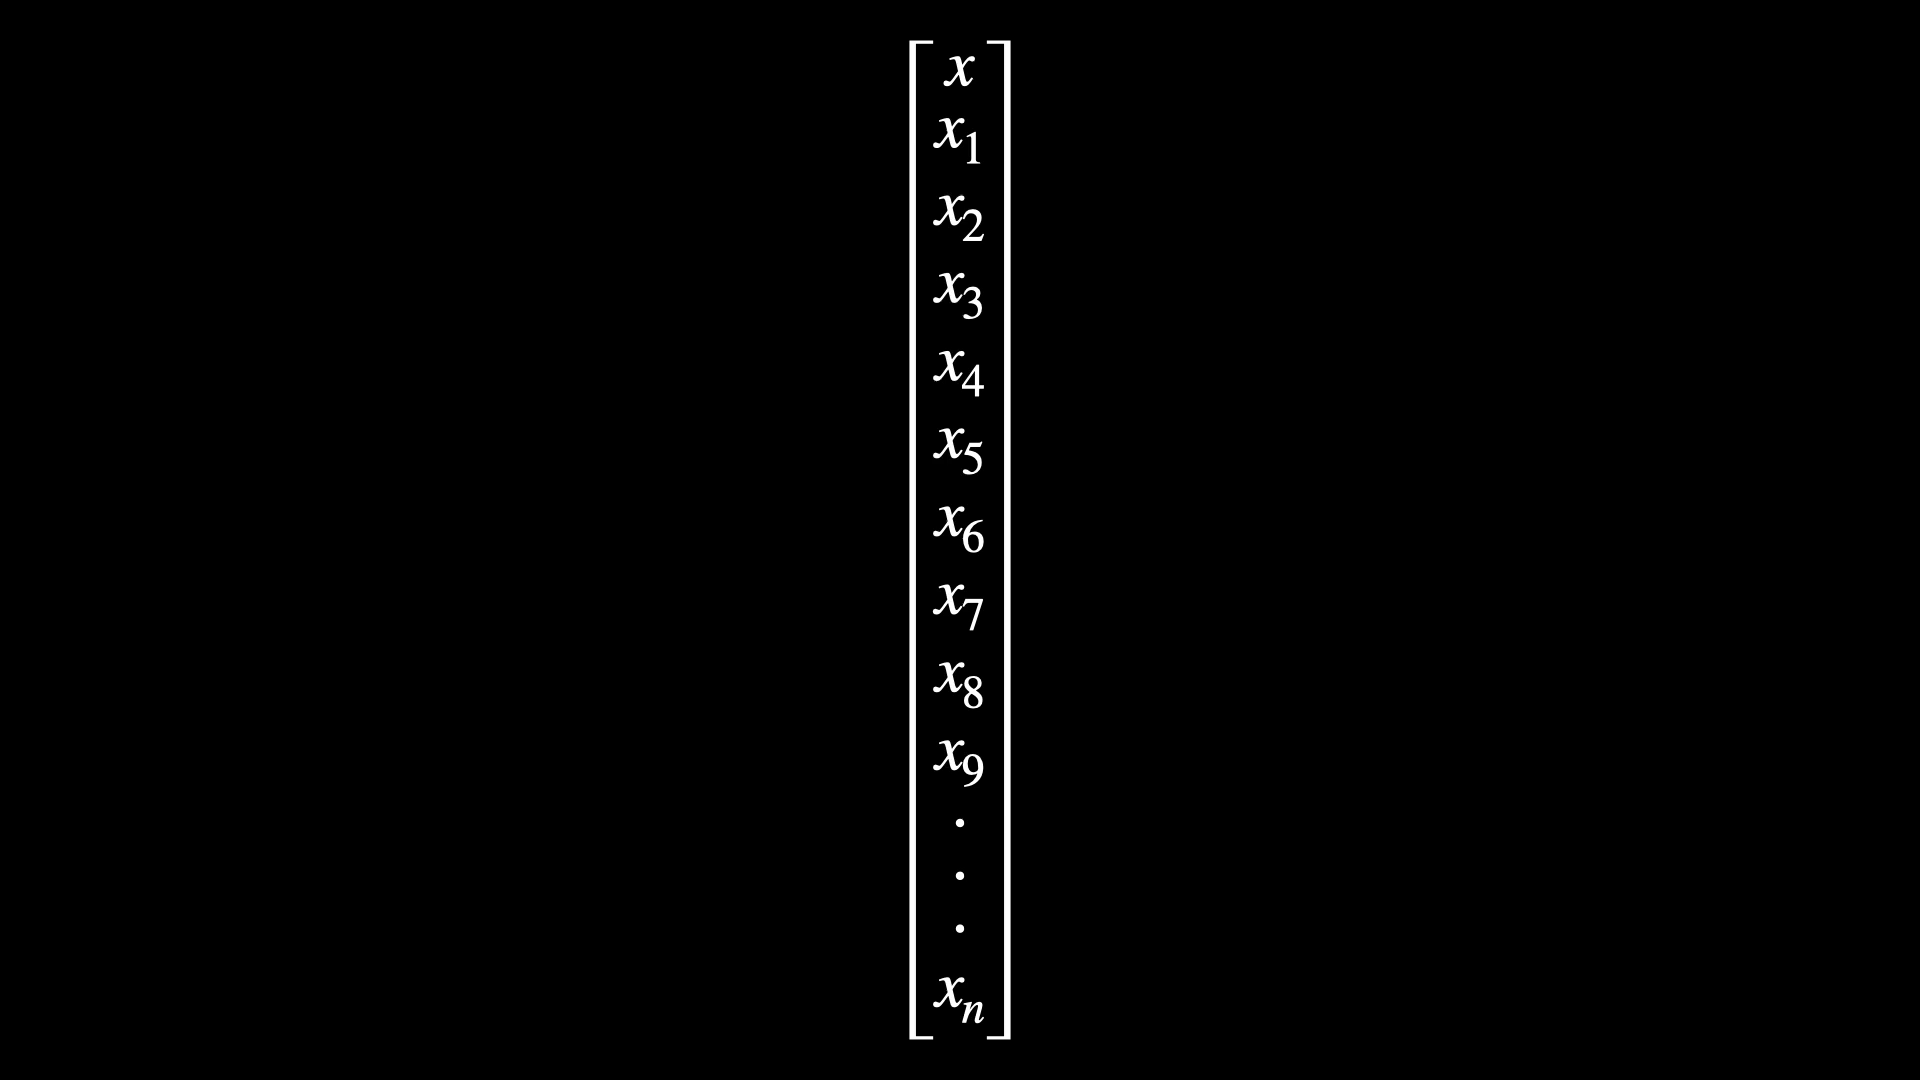 x
x₁
x₂
x₃
x₄
x₅
x₆
x₇
x₈
x₉
.
.
.
xₙ